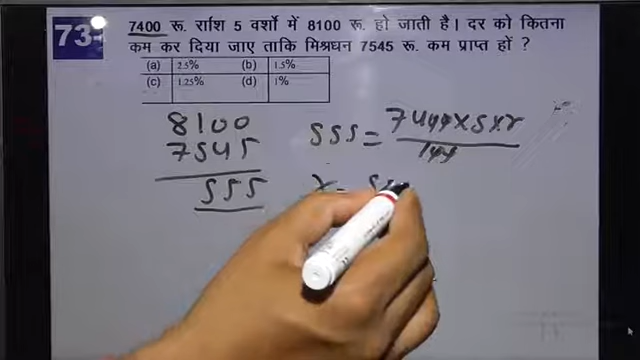 73
7400 रू. राशि 5 वर्शो में 8100 रू. हो जाती है। दर को कितना
कम कर दिया जाए ताकि मिश्रधन 7545 रू. कम प्राप्त हों ?
(a) 2.5% (b) 1.5%
(c) 1.25% (d) 1%
8100
7545
555
555 = 7400×5×r
100
r =